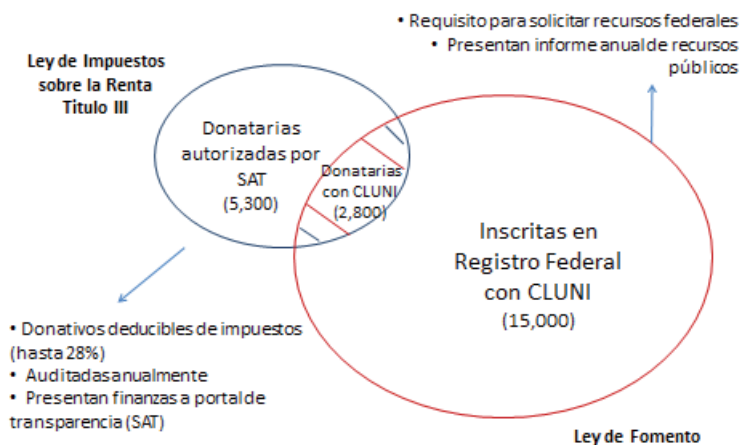 • Requisito para solicitar recursos federales
• Presentan informe anual de recursos
públicos
Ley de Impuestos
sobre la Renta
Titulo III
Donatarias
autorizadas por
SAT
(5,300)
Donatarias
con CLUNI
(2,800)
Inscritas en
Registro Federal
con CLUNI
(15,000)
• Donativos deducibles de impuestos
(hasta 28%)
• Auditadas anualmente
• Presentan finanzas a portal de
transparencia (SAT)
Ley de Fomento